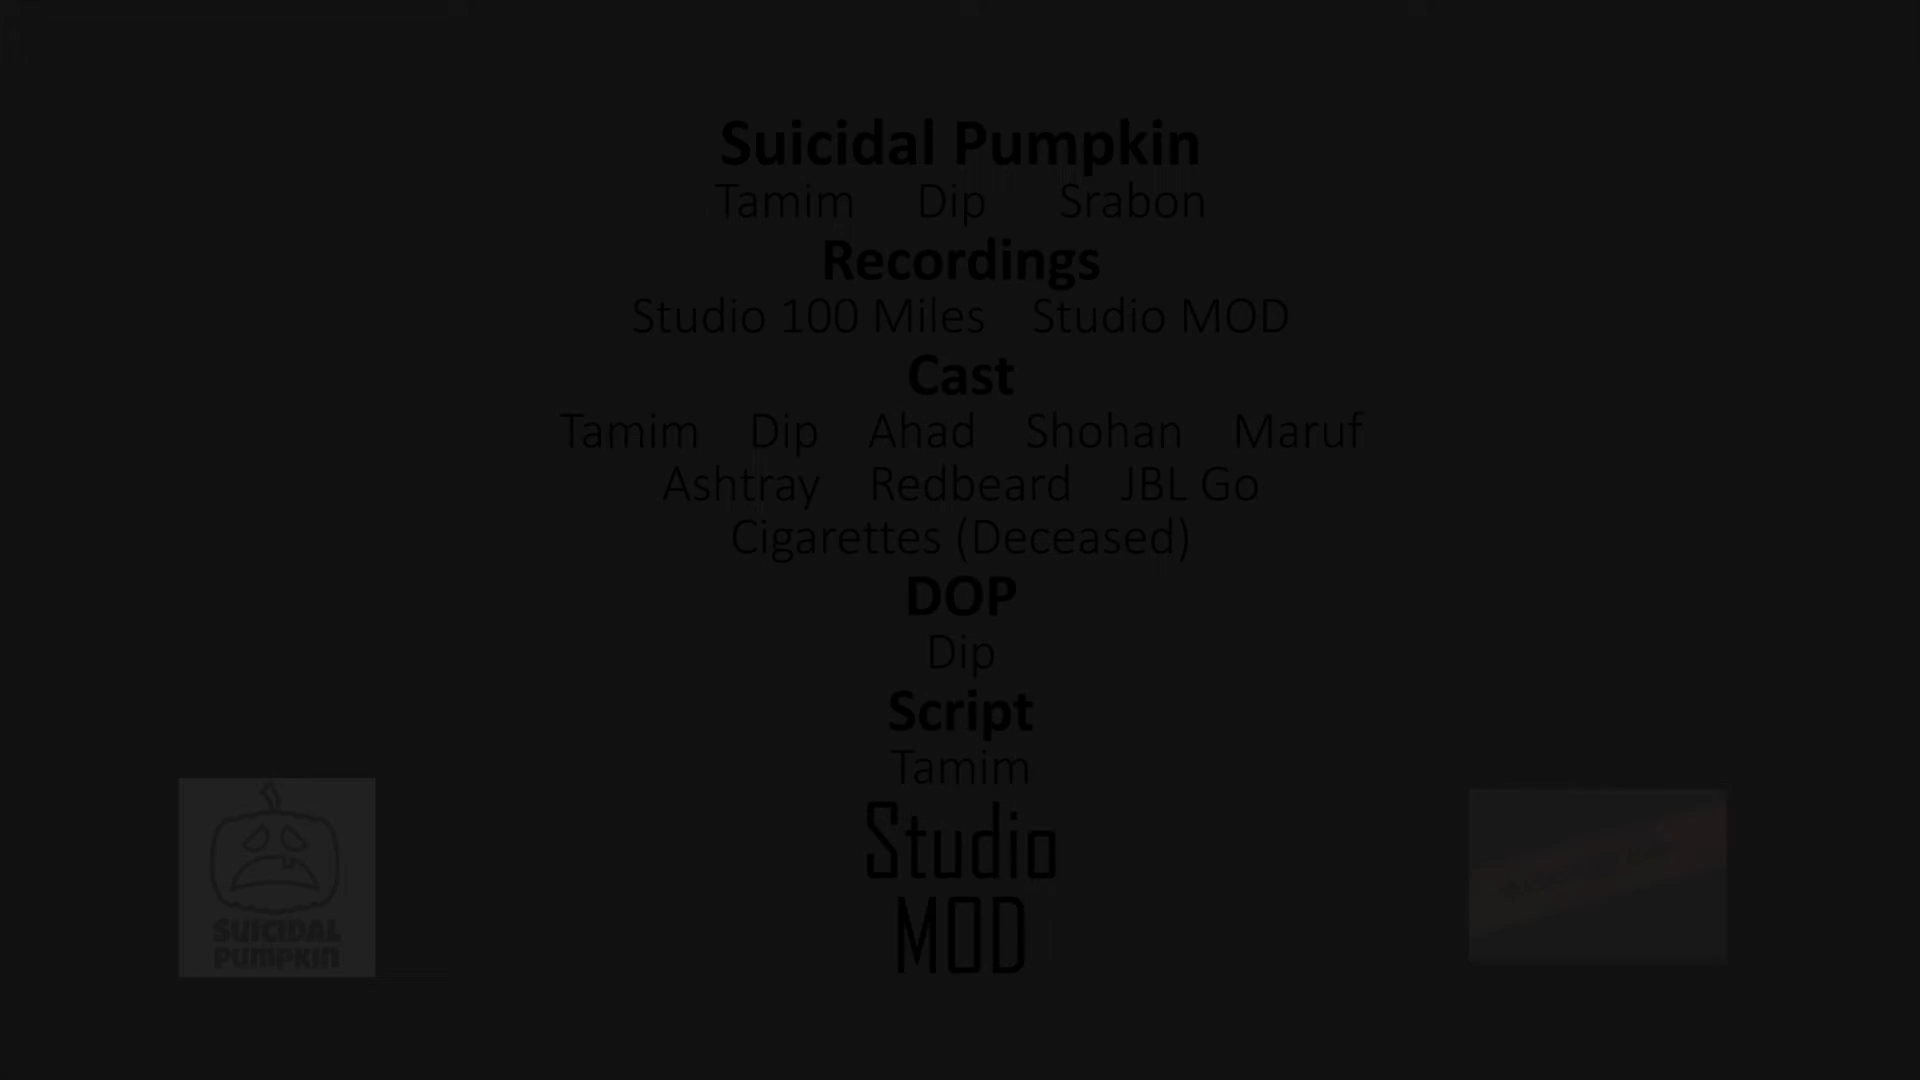 Suicidal Pumpkin
Tamim Dip Srabon
Recordings
Studio 100 Miles Studio MOD
Cast
Tamim Dip Ahad Shohan Maruf
Ashtray Redbeard JBL Go
Cigarettes (Deceased)
DOP
Dip
Script
Tamim
Studio
MOD
SUICIDAL
PUMPKIN